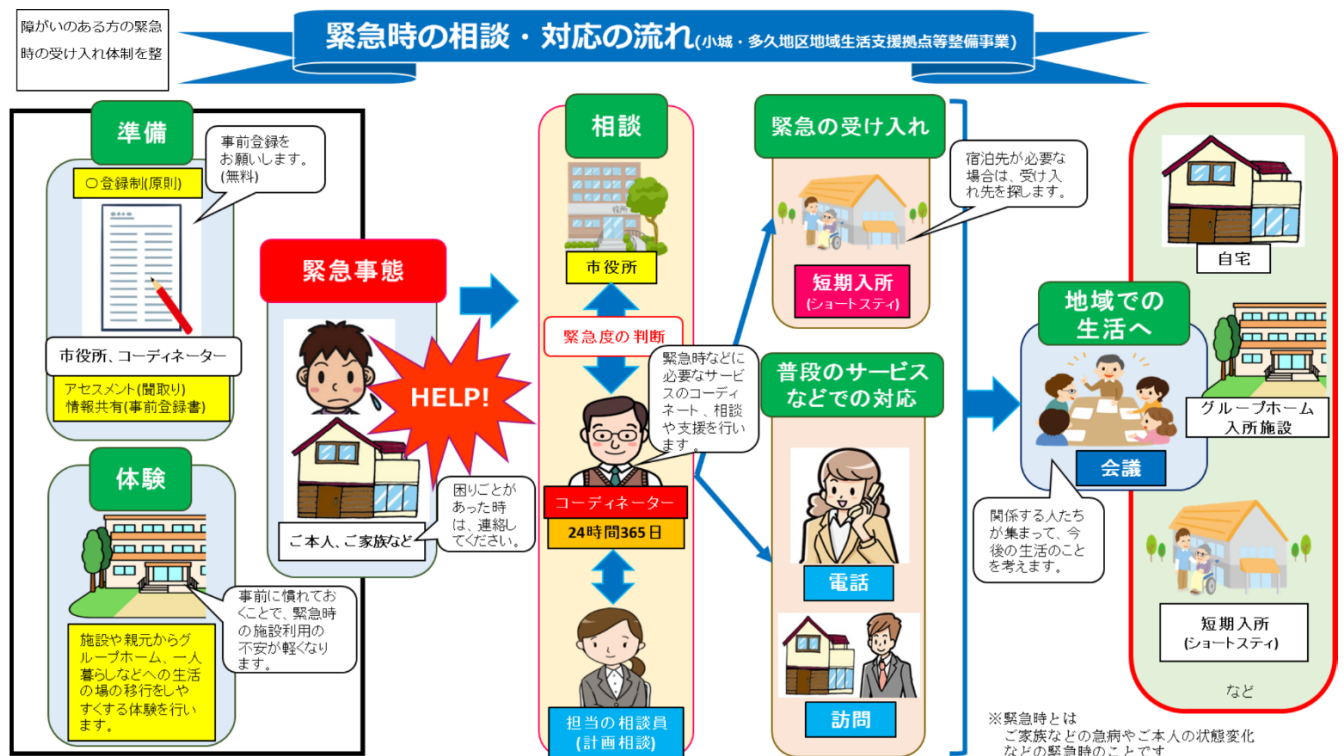 障がいのある方の緊急
時の受け入れ体制を整
緊急時の相談・対応の流れ(小城・多久地区地域生活支援拠点等整備事業)
準備
事前登録を
お願いします。
(無料)
〇登録制(原則)
市役所、コーディネーター
アセスメント(聞取り)
情報共有(事前登録書)
体験
事前に慣れてお
くことで、緊急時
の施設利用の
不安が軽くなり
ます。
施設や親元からグ
ループホーム、一人
暮らしなどへの生活
の場の移行をしや
すくする体験を行い
ます。
緊急事態
HELP!
ご本人、ご家族など
困りごとが
あった時
は、連絡し
てください。
相談
役所
市役所
緊急度の判断
緊急時などに
必要なサービ
スのコーディ
ネート、相談
や支援を行い
ます。
コーディネーター
24時間365日
担当の相談員
(計画相談)
緊急の受け入れ
宿泊先が必要な
場合は、受け入
れ先を探します。
短期入所
(ショートスティ)
普段のサービス
などでの対応
電話
訪問
地域での
生活へ
会議
関係する人たち
が集まって、今
後の生活のこと
を考えます。
自宅
グループホーム
入所施設
短期入所
(ショートスティ)
など
※緊急時とは
ご家族などの急病やご本人の状態変化
などの緊急時のことです